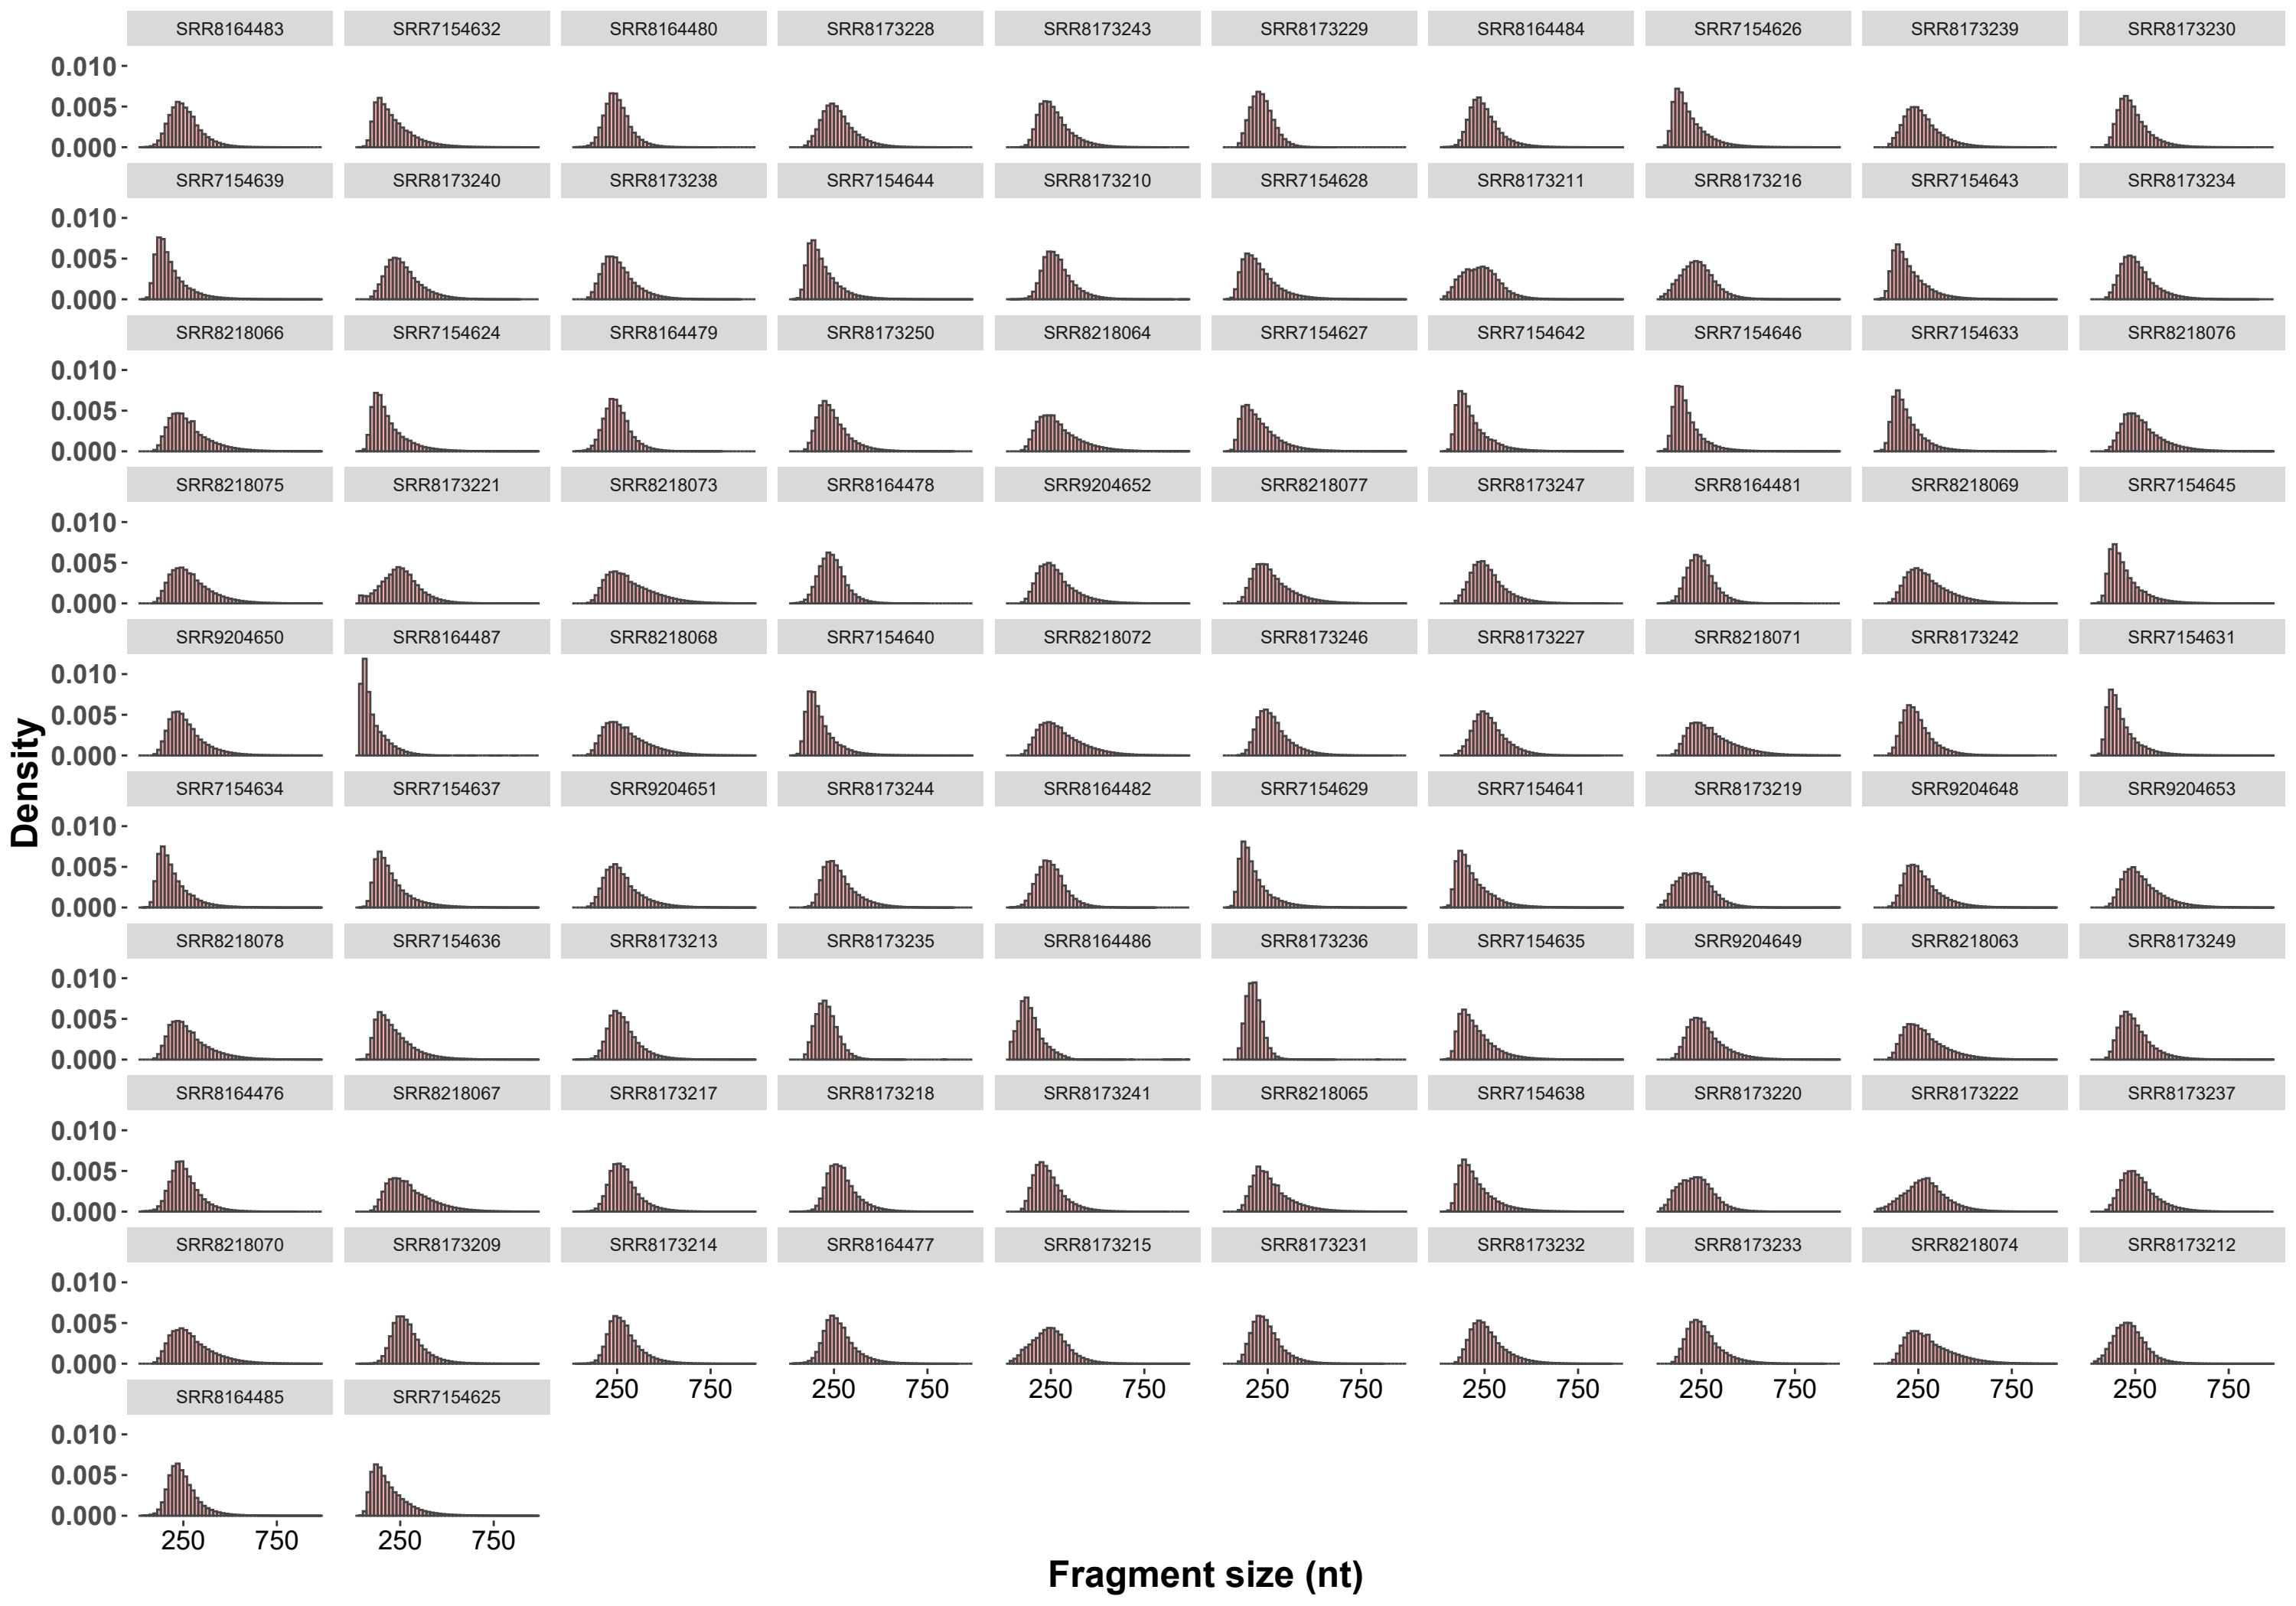 SRR8164483 SRR7154632 SRR8164480 SRR8173228 SRR8173243 SRR8173229 SRR8164484 SRR7154626 SRR8173239 SRR8173230
0.010
0.005
0.000
SRR7154639 SRR8173240 SRR8173238 SRR7154644 SRR8173210 SRR7154628 SRR8173211 SRR8173216 SRR7154643 SRR8173234
0.010
0.005
0.000
SRR8218066 SRR7154624 SRR8164479 SRR8173250 SRR8218064 SRR7154627 SRR7154642 SRR7154646 SRR7154633 SRR8218076
0.010
0.005
0.000
SRR8218075 SRR8173221 SRR8218073 SRR8164478 SRR9204652 SRR8218077 SRR8173247 SRR8164481 SRR8218069 SRR7154645
0.010
0.005
0.000
SRR9204650 SRR8164487 SRR8218068 SRR7154640 SRR8218072 SRR8173246 SRR8173227 SRR8218071 SRR8173242 SRR7154631
0.010
0.005
0.000
Density
SRR7154634 SRR7154637 SRR9204651 SRR8173244 SRR8164482 SRR7154629 SRR7154641 SRR8173219 SRR9204648 SRR9204653
0.010
0.005
0.000
SRR8218078 SRR7154636 SRR8173213 SRR8173235 SRR8164486 SRR8173236 SRR7154635 SRR9204649 SRR8218063 SRR8173249
0.010
0.005
0.000
SRR8164476 SRR8218067 SRR8173217 SRR8173218 SRR8173241 SRR8218065 SRR7154638 SRR8173220 SRR8173222 SRR8173237
0.010
0.005
0.000
SRR8218070 SRR8173209 SRR8173214 SRR8164477 SRR8173215 SRR8173231 SRR8173232 SRR8173233 SRR8218074 SRR8173212
0.010
0.005
0.000
250 750 250 750 250 750 250 750 250 750 250 750 250 750 250 750
SRR8164485 SRR7154625
0.010
0.005
0.000
250 750 250 750
Fragment size (nt)